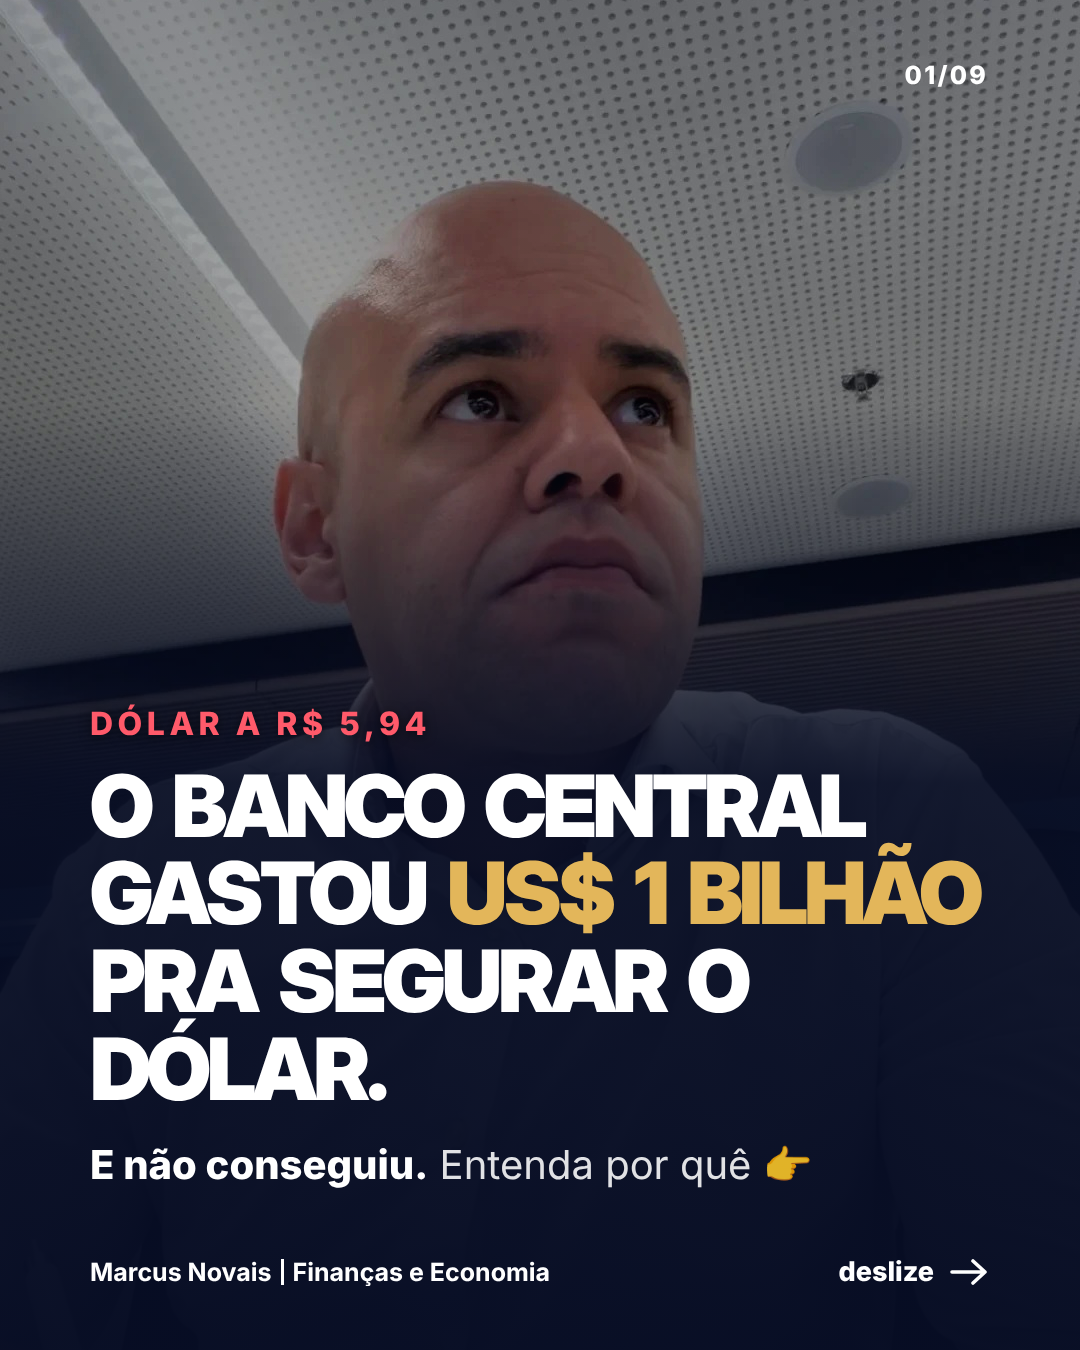 01/09
DÓLAR A R$ 5,94
O BANCO CENTRAL
GASTOU US$ 1 BILHÃO
PRA SEGURAR O
DÓLAR.
E não conseguiu. Entenda por quê 👉
Marcus Novais | Finanças e Economia
deslize →